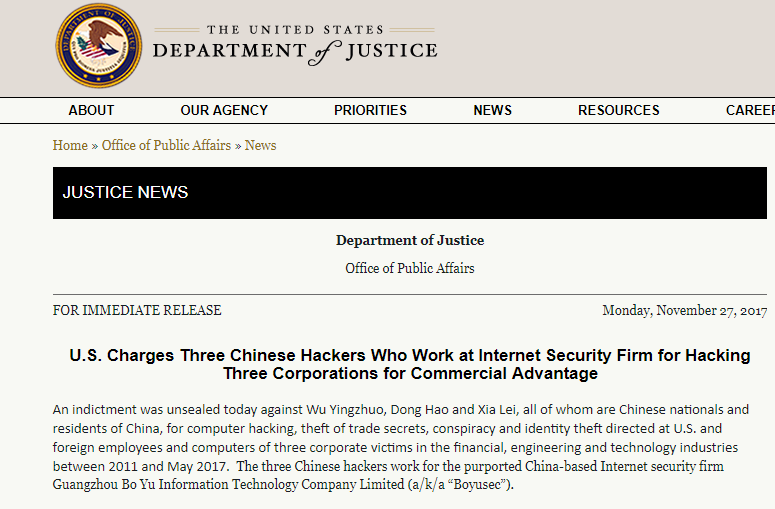 THE UNITED STATES
DEPARTMENT of JUSTICE
ABOUT OUR AGENCY PRIORITIES NEWS RESOURCES CAREE
Home » Office of Public Affairs » News
JUSTICE NEWS
Department of Justice
Office of Public Affairs
FOR IMMEDIATE RELEASE Monday, November 27, 2017
U.S. Charges Three Chinese Hackers Who Work at Internet Security Firm for Hacking
Three Corporations for Commercial Advantage
An indictment was unsealed today against Wu Yingzhuo, Dong Hao and Xia Lei, all of whom are Chinese nationals and
residents of China, for computer hacking, theft of trade secrets, conspiracy and identity theft directed at U.S. and
foreign employees and computers of three corporate victims in the financial, engineering and technology industries
between 2011 and May 2017.  The three Chinese hackers work for the purported China-based Internet security firm
Guangzhou Bo Yu Information Technology Company Limited (a/k/a “Boyusec”).